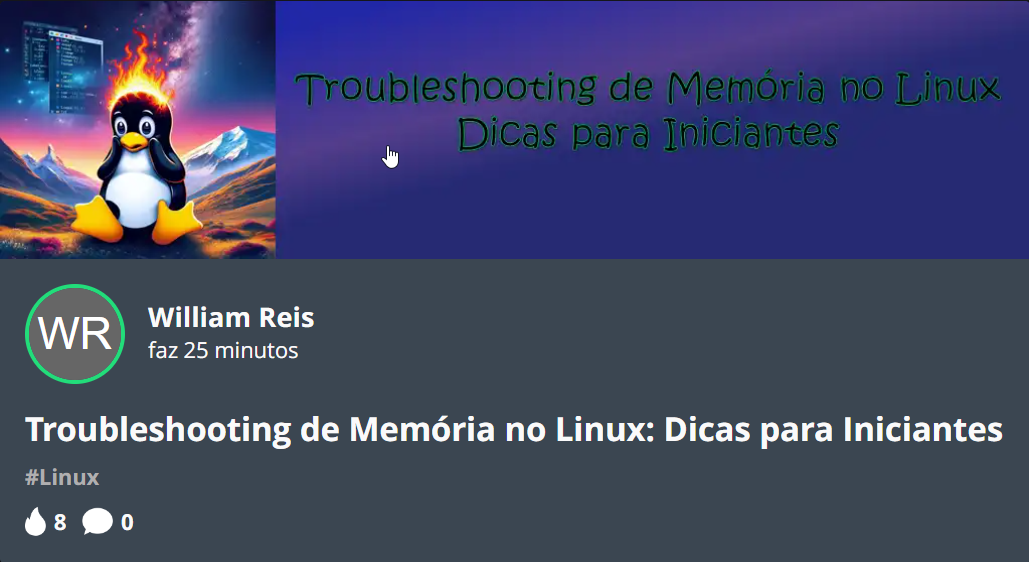 Troubleshooting de Memória no Linux
Dicas para Iniciantes
WR
William Reis
faz 25 minutos
Troubleshooting de Memória no Linux: Dicas para Iniciantes
#Linux
8 0